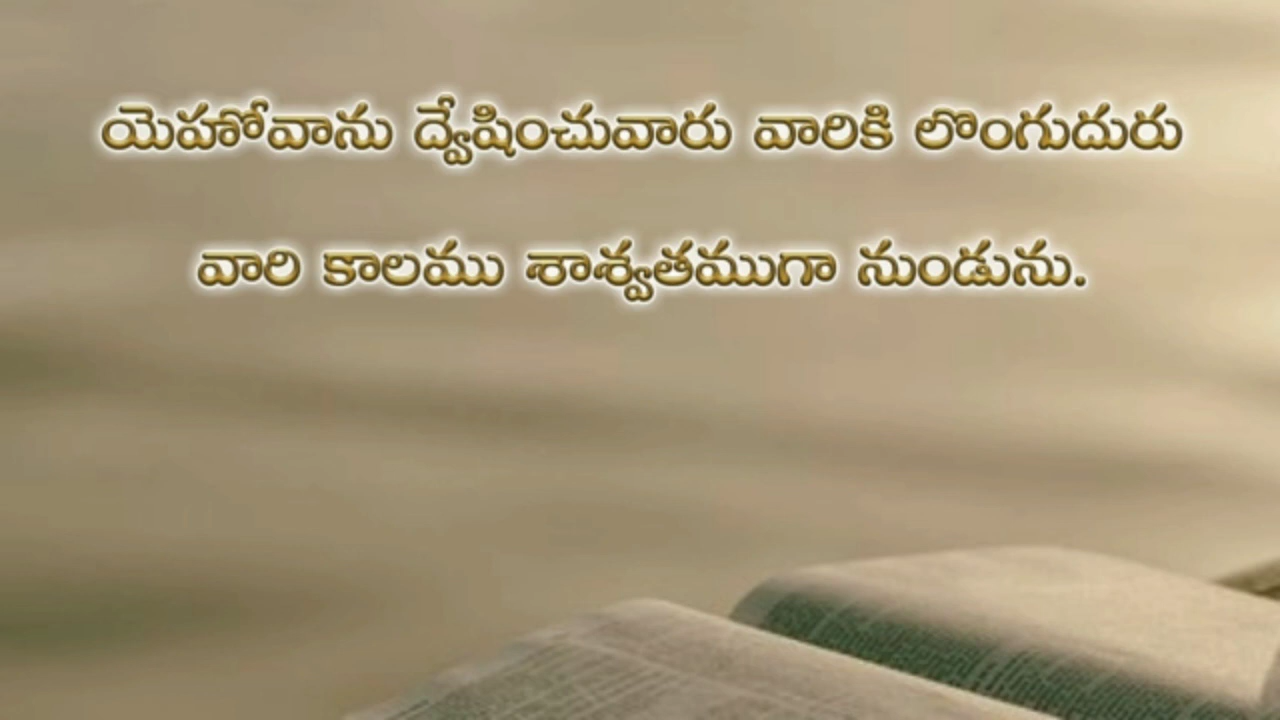 యెహోవాను ద్వేషించువారు వారికి లొంగుదురు
వారి కాలము శాశ్వతముగా నుండును.